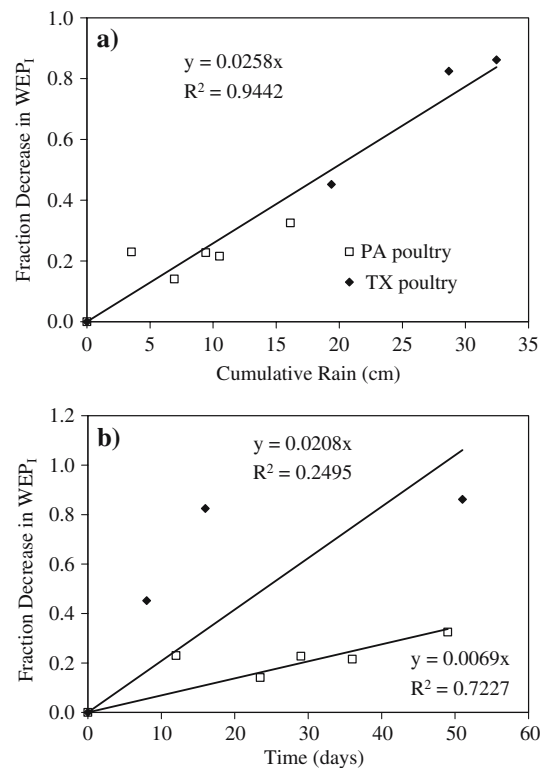 a)
y = 0.0258x
R² = 0.9442
Fraction Decrease in WEP_I
1.0
0.8
0.6
0.4
0.2
0.0
PA poultry
TX poultry
0 5 10 15 20 25 30 35
Cumulative Rain (cm)
b)
y = 0.0208x
R² = 0.2495
Fraction Decrease in WEP_I
1.2
1.0
0.8
0.6
0.4
0.2
0.0
y = 0.0069x
R² = 0.7227
0 10 20 30 40 50 60
Time (days)